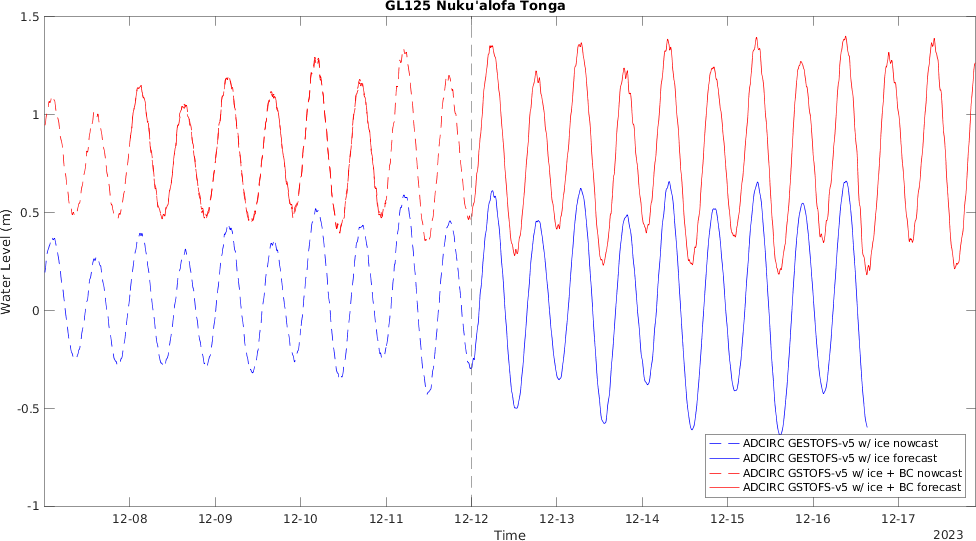 GL125 Nuku'alofa Tonga
1.5
1
0.5
0
-0.5
-1
Water Level (m)
12-08 12-09 12-10 12-11 12-12 12-13 12-14 12-15 12-16 12-17
Time
2023
ADCIRC GESTOFS-v5 w/ ice nowcast
ADCIRC GESTOFS-v5 w/ ice forecast
ADCIRC GSTOFS-v5 w/ ice + BC nowcast
ADCIRC GSTOFS-v5 w/ ice + BC forecast